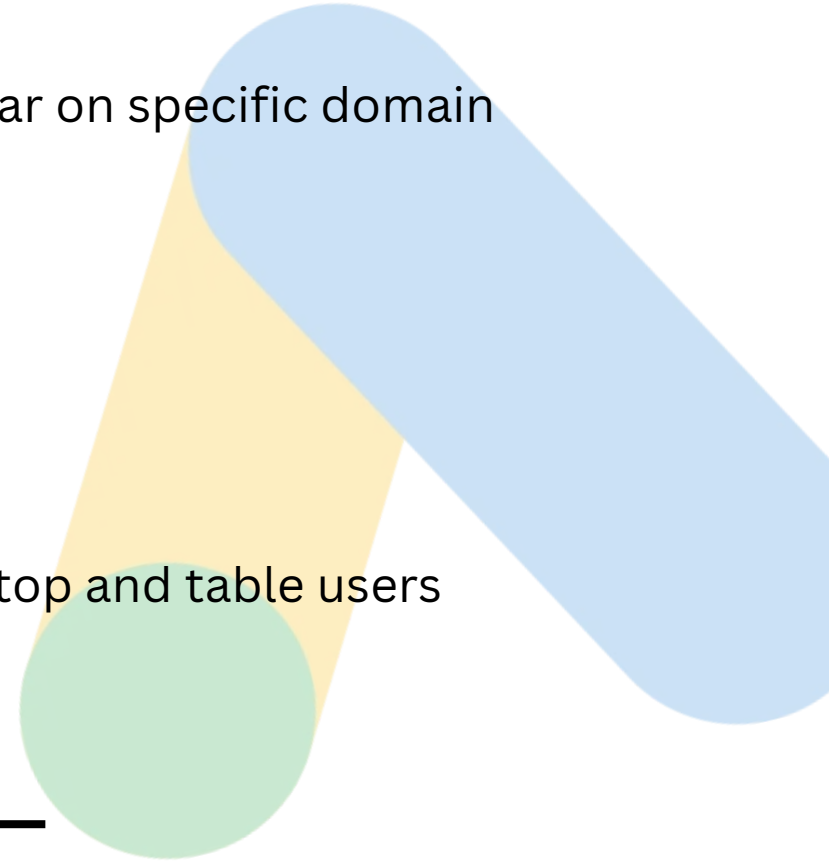 ar on specific domain
top and table users